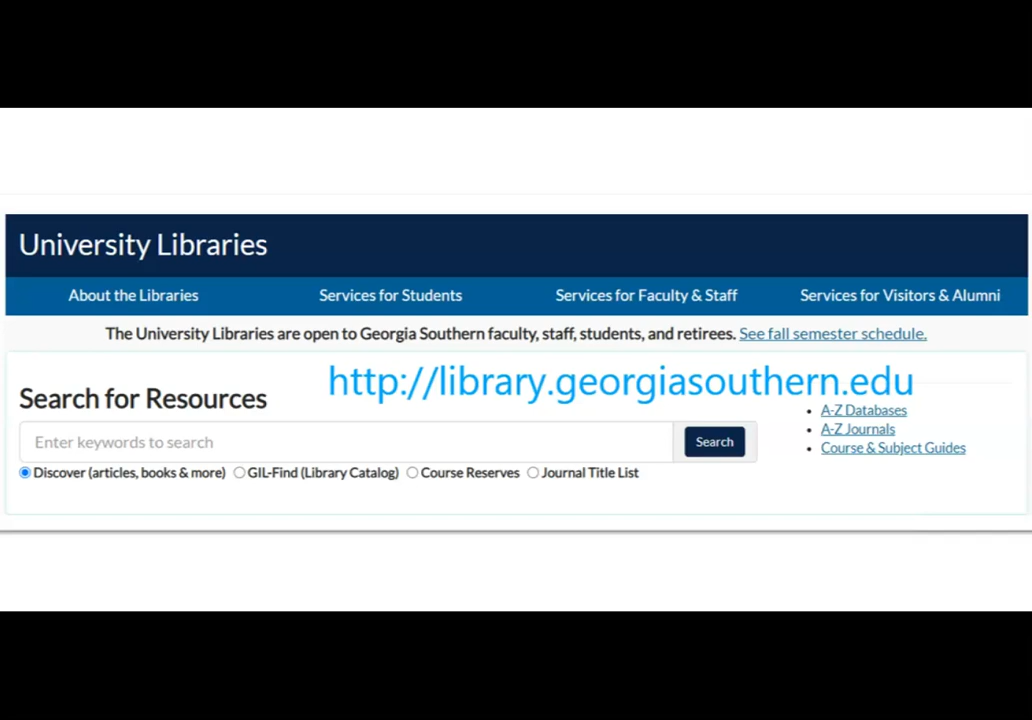 University Libraries
About the Libraries Services for Students Services for Faculty & Staff Services for Visitors & Alumni
The University Libraries are open to Georgia Southern faculty, staff, students, and retirees. See fall semester schedule.
http://library.georgiasouthern.edu
Search for Resources
A-Z Databases
A-Z Journals
Course & Subject Guides
Enter keywords to search Search
Discover (articles, books & more) GIL-Find (Library Catalog) Course Reserves Journal Title List